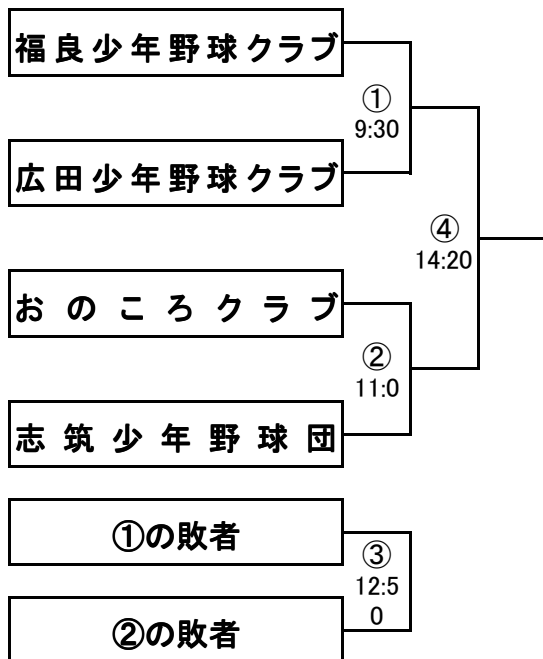 福良少年野球クラブ
①
9:30
広田少年野球クラブ
④
14:20
おのころクラブ
②
11:0
志筑少年野球団
①の敗者
③
12:5
0
②の敗者